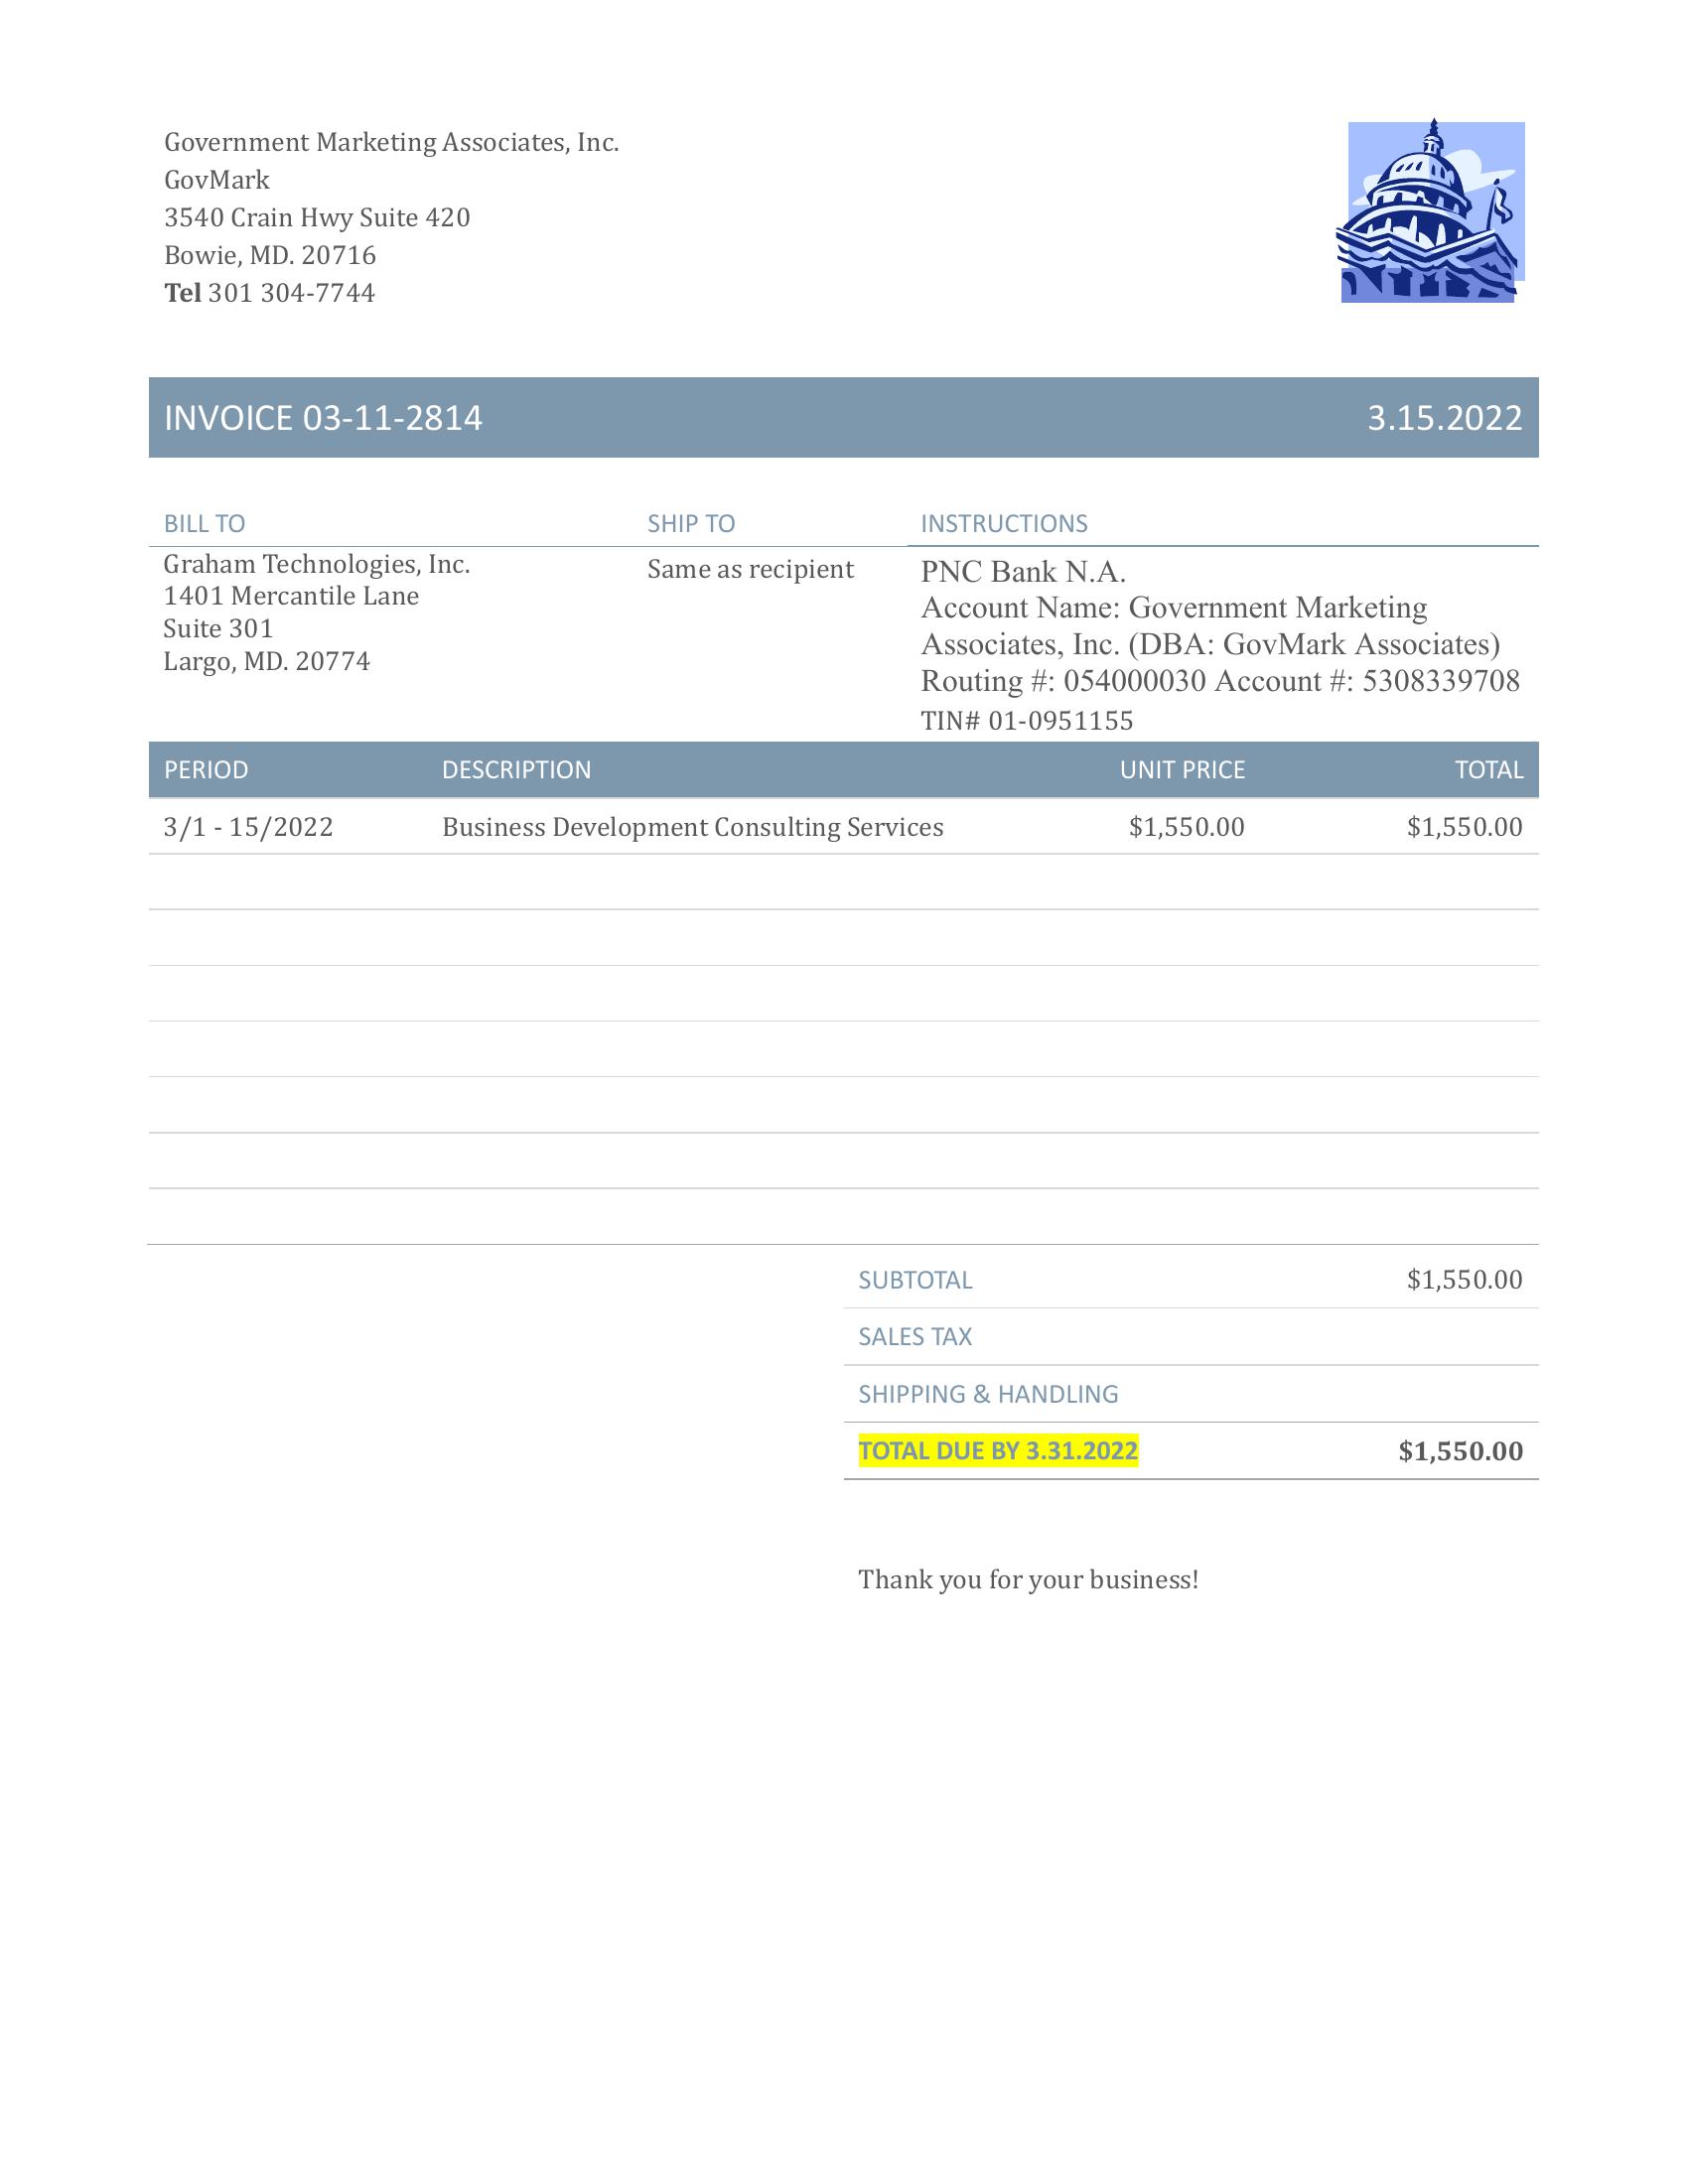 Government Marketing Associates, Inc.
GovMark
3540 Crain Hwy Suite 420
Bowie, MD. 20716
Tel 301 304-7744
INVOICE 03-11-2814 3.15.2022
BILL TO SHIP TO INSTRUCTIONS
Graham Technologies, Inc.
1401 Mercantile Lane
Suite 301
Largo, MD. 20774
Same as recipient
PNC Bank N.A.
Account Name: Government Marketing
Associates, Inc. (DBA: GovMark Associates)
Routing #: 054000030 Account #: 5308339708
TIN# 01-0951155
PERIOD DESCRIPTION UNIT PRICE TOTAL
3/1 - 15/2022 Business Development Consulting Services $1,550.00 $1,550.00
SUBTOTAL $1,550.00
SALES TAX
SHIPPING & HANDLING
TOTAL DUE BY 3.31.2022 $1,550.00
Thank you for your business!